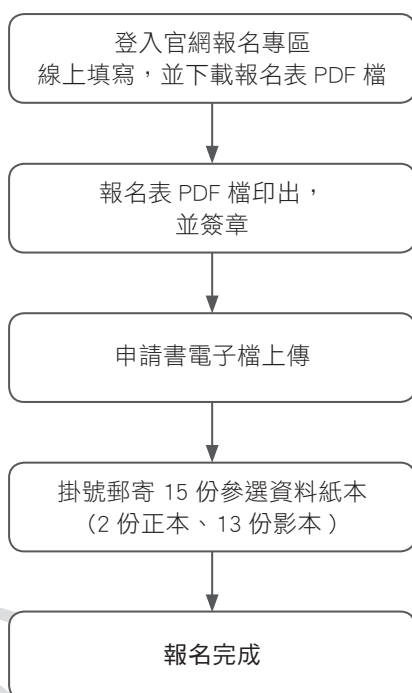 登入官網報名專區
線上填寫，並下載報名表 PDF 檔
報名表 PDF 檔印出，
並簽章
申請書電子檔上傳
掛號郵寄 15 份參選資料紙本
（2 份正本、13 份影本 ）
報名完成